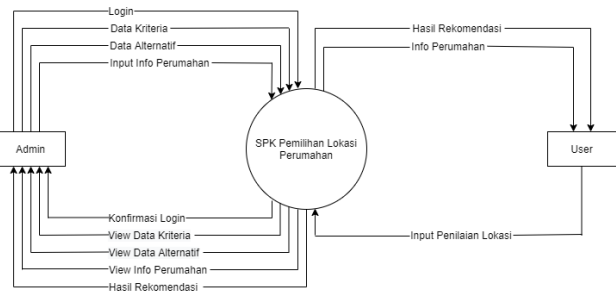 Login
Data Kriteria
Data Alternatif
Input Info Perumahan
Hasil Rekomendasi
Info Perumahan
Admin
SPK Pemilihan Lokasi
Perumahan
User
Konfirmasi Login
View Data Kriteria
View Data Alternatif
View Info Perumahan
Hasil Rekomendasi
Input Penilaian Lokasi